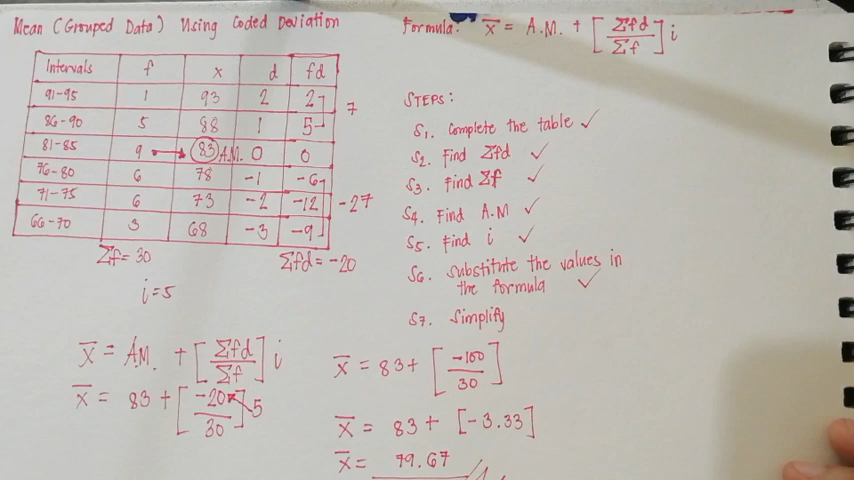 Mean (Grouped Data) Using Coded Deviation
Formula: x̄ = A.M. + [Σfd/Σf] i
Intervals f x d fd
91-95 1 93 2 2
86-90 5 88 1 5
7
81-85 9 → 83 A.M. 0 0
76-80 6 78 -1 -6
71-75 6 73 -2 -12
-27
66-70 3 68 -3 -9
Σf = 30 Σfd = -20
i = 5
STEPS:
S1. Complete the table ✓
S2. Find Σfd ✓
S3. Find Σf ✓
S4. Find A.M ✓
S5. Find i ✓
S6. Substitute the values in
the formula ✓
S7. Simplify
x̄ = A.M. + [Σfd/Σf] i
x̄ = 83 + [-20/30] 5
x̄ = 83 + [-100/30]
x̄ = 83 + [-3.33]
x̄ = 79.67